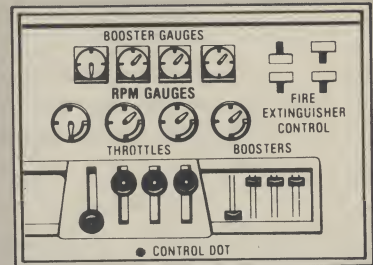 BOOSTER GAUGES
RPM GAUGES
FIRE
EXTINGUISHER
CONTROL
THROTTLES BOOSTERS
CONTROL DOT